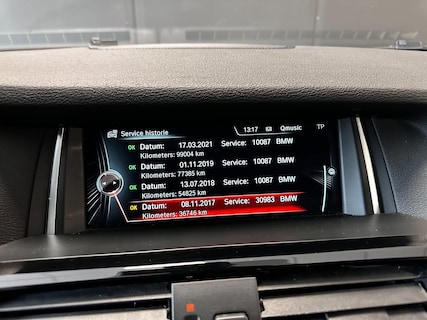 Service historie 13:17 Qmusic TP
OK Datum: 17.03.2021 Service: 10087 BMW
Kilometers: 99004 km
OK Datum: 01.11.2019 Service: 10087 BMW
Kilometers: 77385 km
OK Datum: 13.07.2018 Service: 10087 BMW
Kilometers: 54825 km
OK Datum: 08.11.2017 Service: 30983 BMW
Kilometers: 36746 km